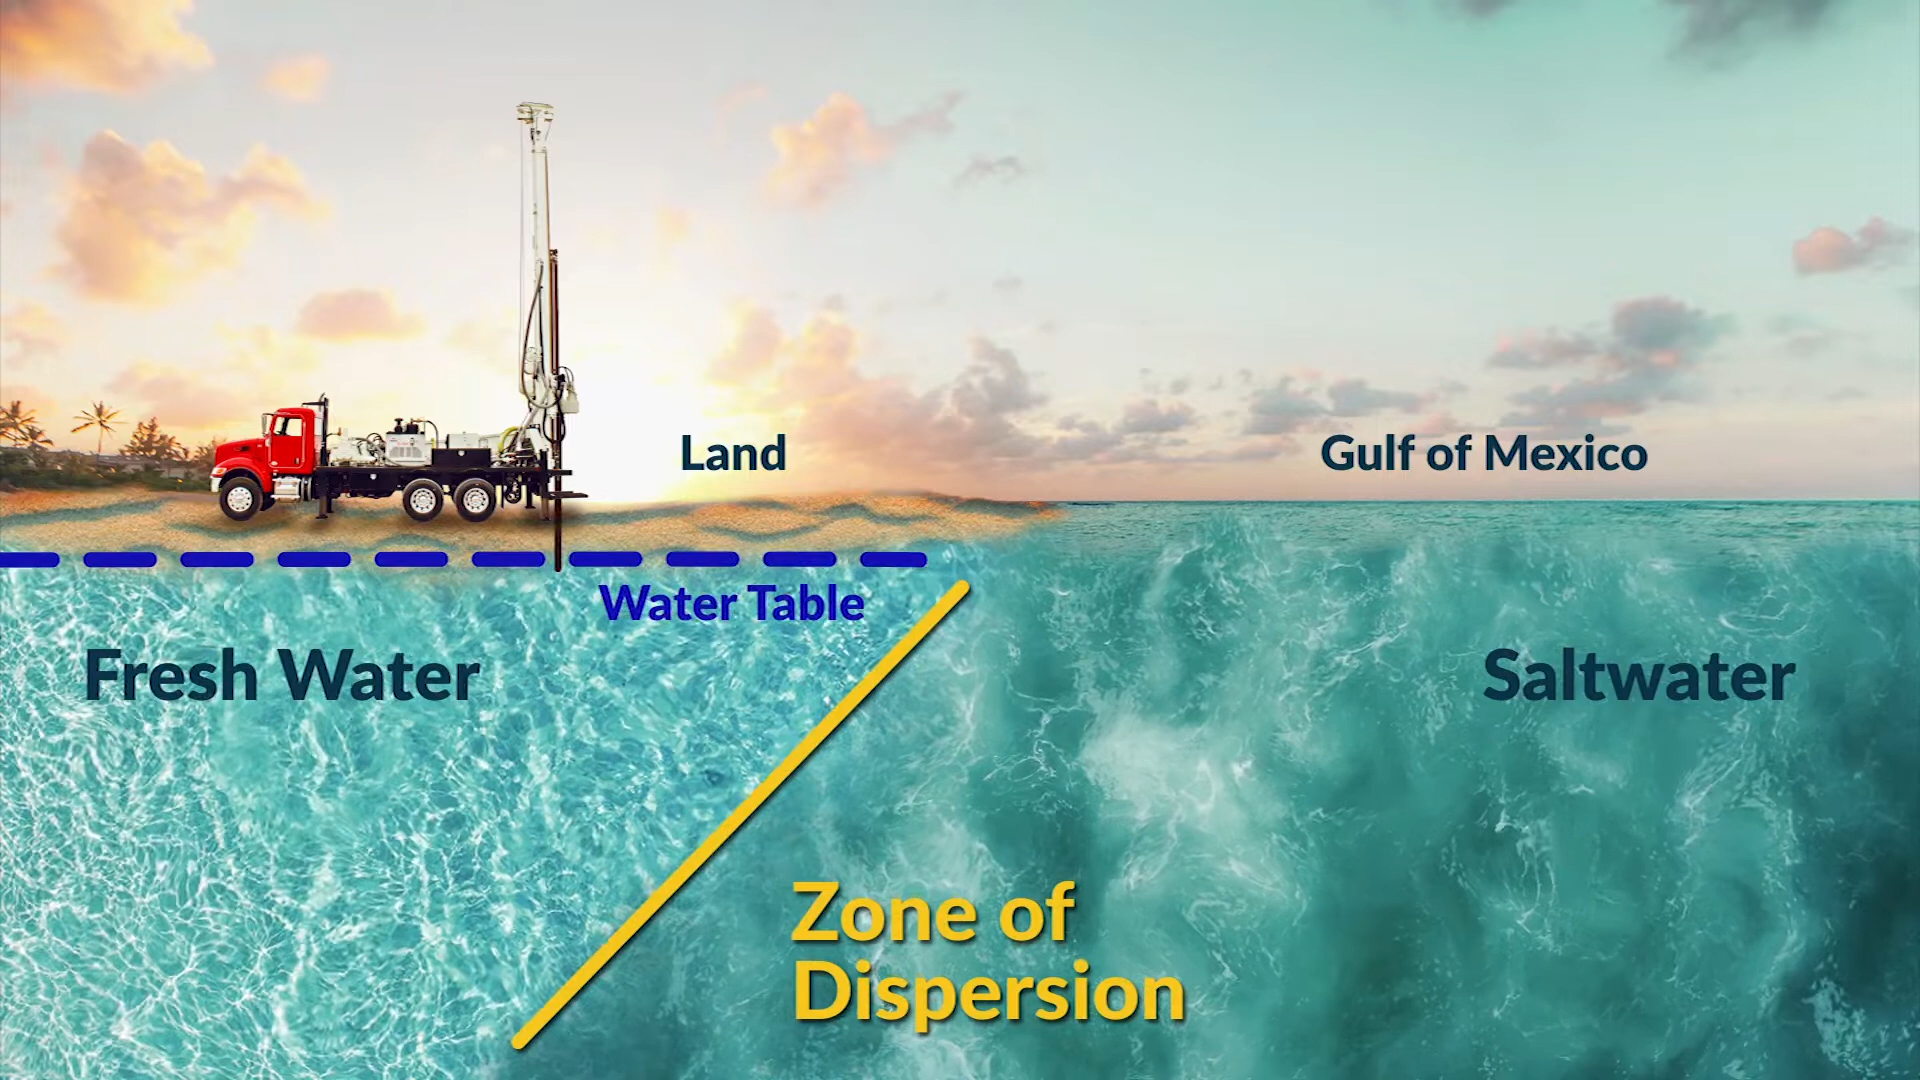 Land
Gulf of Mexico
Water Table
Fresh Water
Saltwater
Zone of
Dispersion